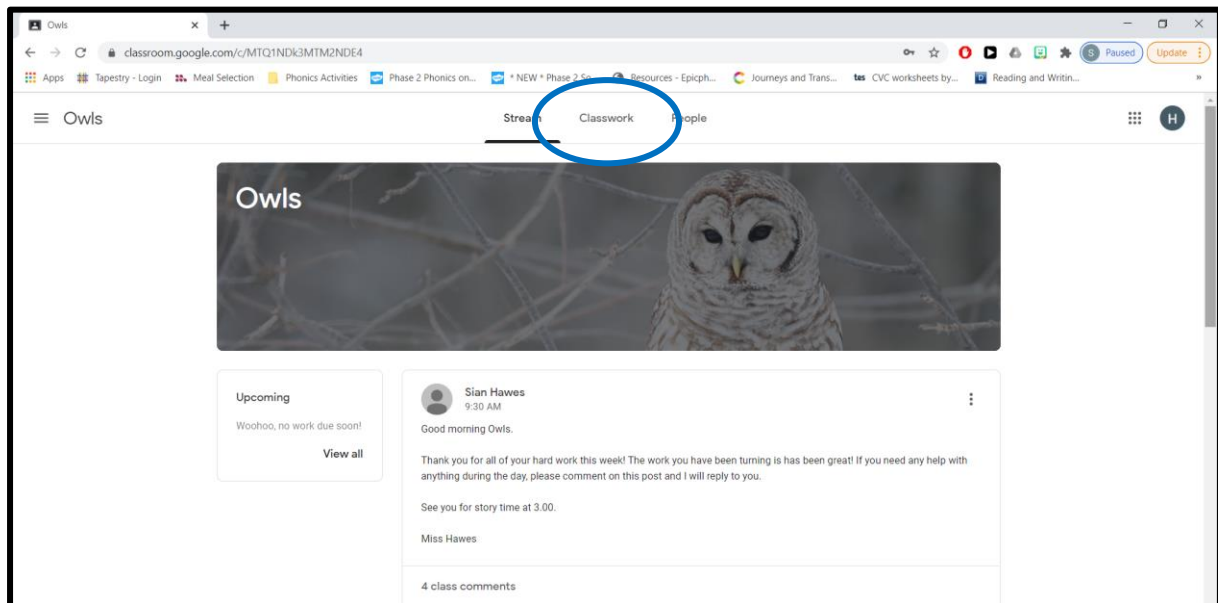 Owls
classroom.google.com/c/MTQ1NDk3MTM2NDE4
S Paused Update
Apps Tapestry - Login Meal Selection Phonics Activities Phase 2 Phonics on... * NEW * Phase 2 So... Resources - Epicph... Journeys and Trans... tes CVC worksheets by... Reading and Writin... »
Owls Stream Classwork People H
Owls
Upcoming
Woohoo, no work due soon!
View all
Sian Hawes
9:30 AM
Good morning Owls.
Thank you for all of your hard work this week! The work you have been turning is has been great! If you need any help with
anything during the day, please comment on this post and I will reply to you.
See you for story time at 3.00.
Miss Hawes
4 class comments